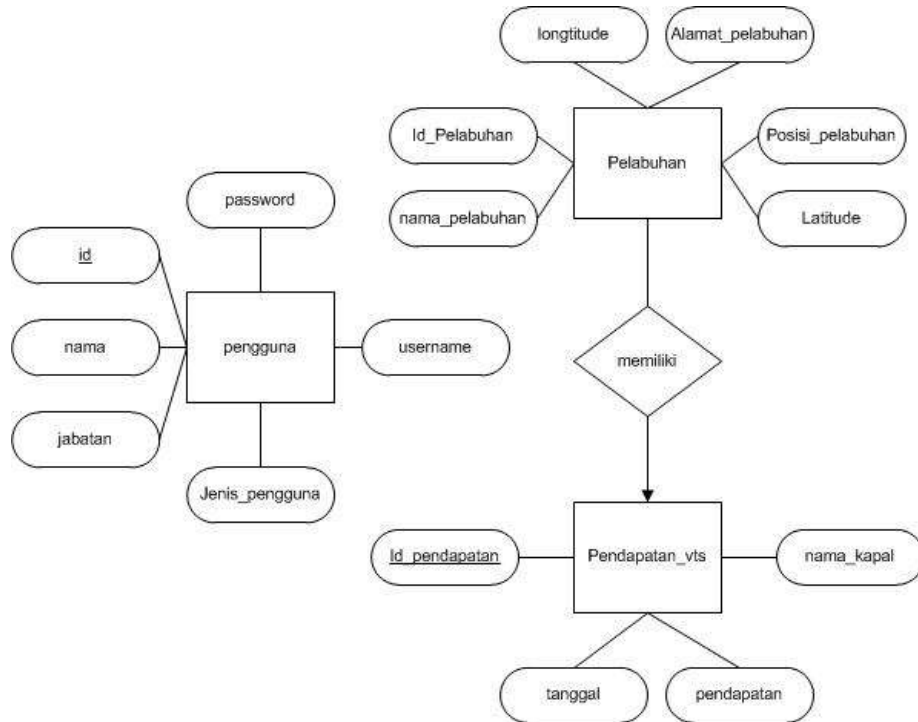 longtitude
Alamat_pelabuhan
Id_Pelabuhan
Pelabuhan
Posisi_pelabuhan
nama_pelabuhan
Latitude
password
id
nama
pengguna
username
jabatan
Jenis_pengguna
memiliki
Id_pendapatan
Pendapatan_vts
nama_kapal
tanggal
pendapatan